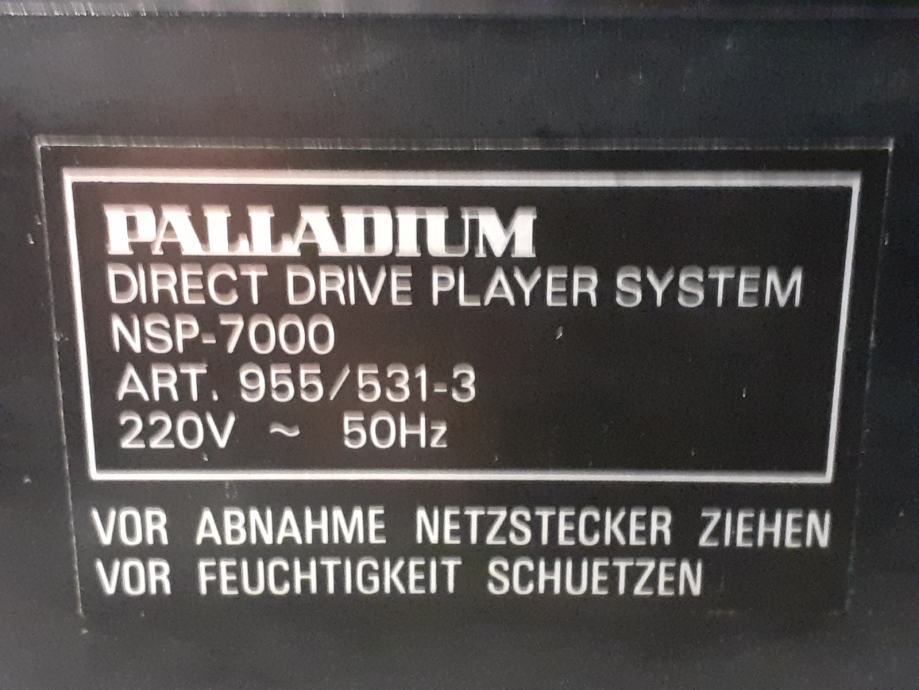 PALLADIUM
DIRECT DRIVE PLAYER SYSTEM
NSP-7000
ART. 955/531-3
220V ~ 50Hz
VOR ABNAHME NETZSTECKER ZIEHEN
VOR FEUCHTIGKEIT SCHUETZEN